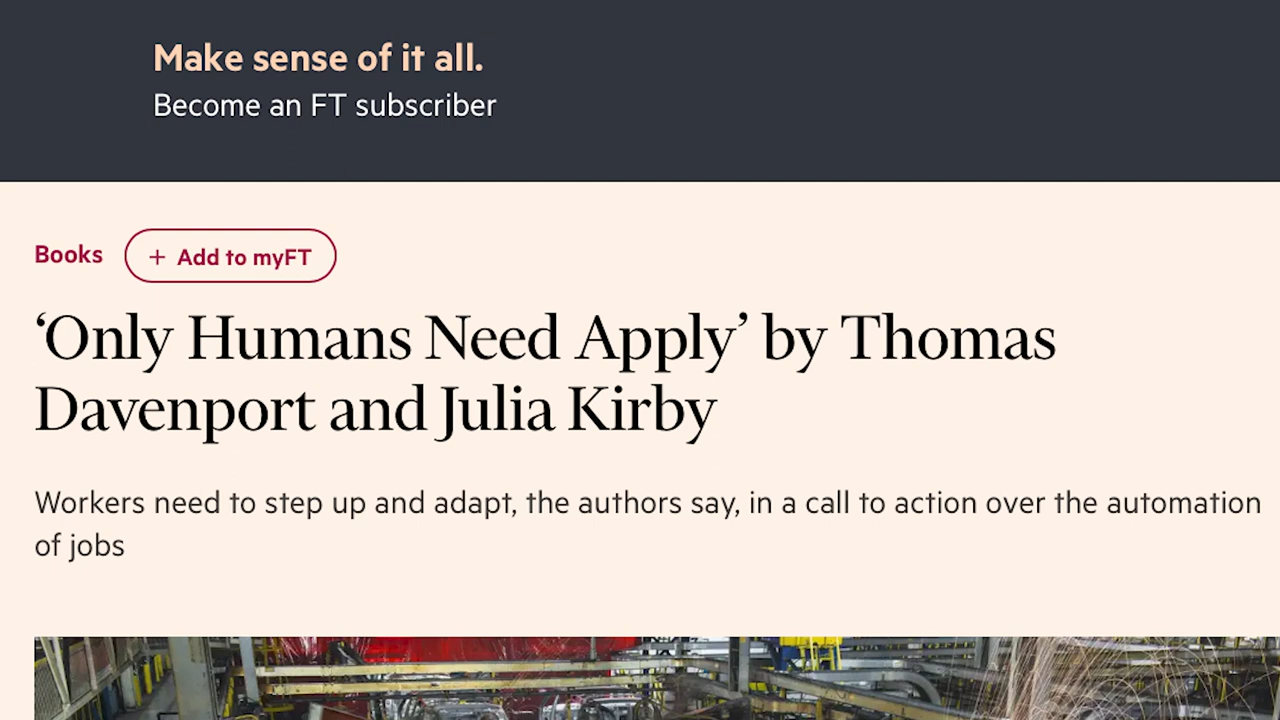 Make sense of it all.
Become an FT subscriber
Books
+ Add to myFT
‘Only Humans Need Apply’ by Thomas
Davenport and Julia Kirby
Workers need to step up and adapt, the authors say, in a call to action over the automation
of jobs